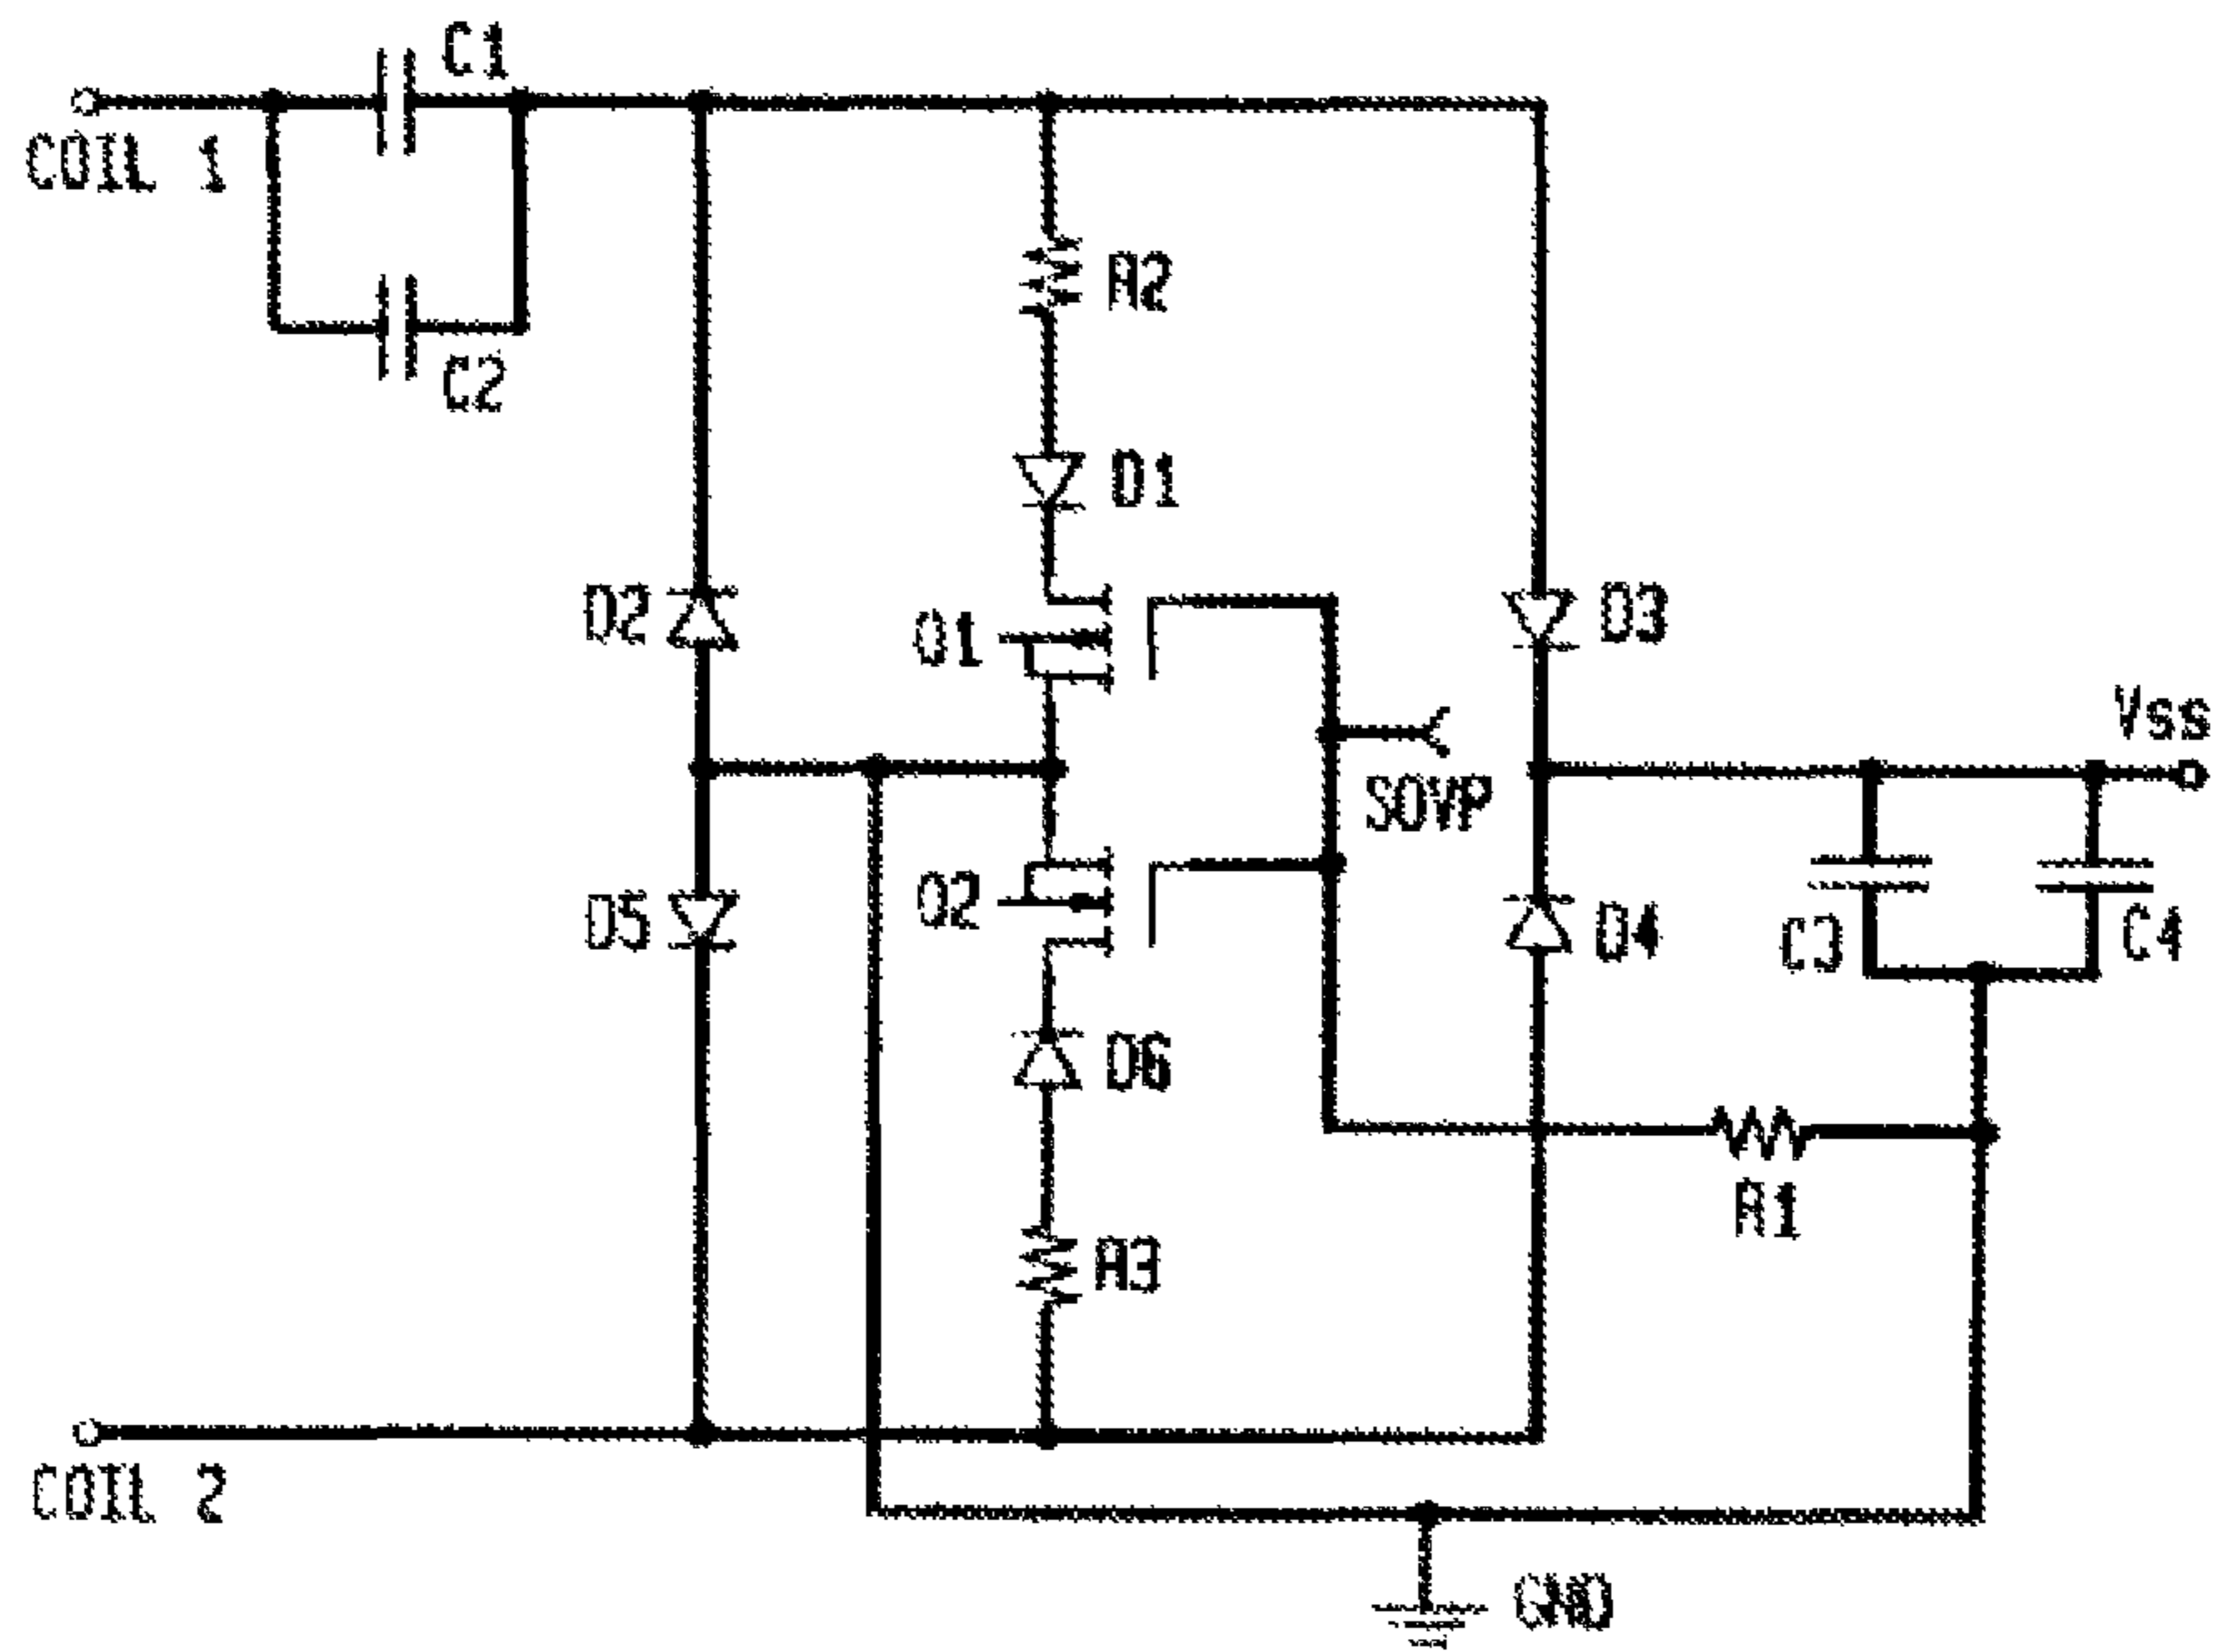 C1
COIL 1
C2
R2
D1
D2
Q1
D3
Vss
SOVP
D5
Q2
D4
C3
C4
D6
R1
R3
COIL 2
GND